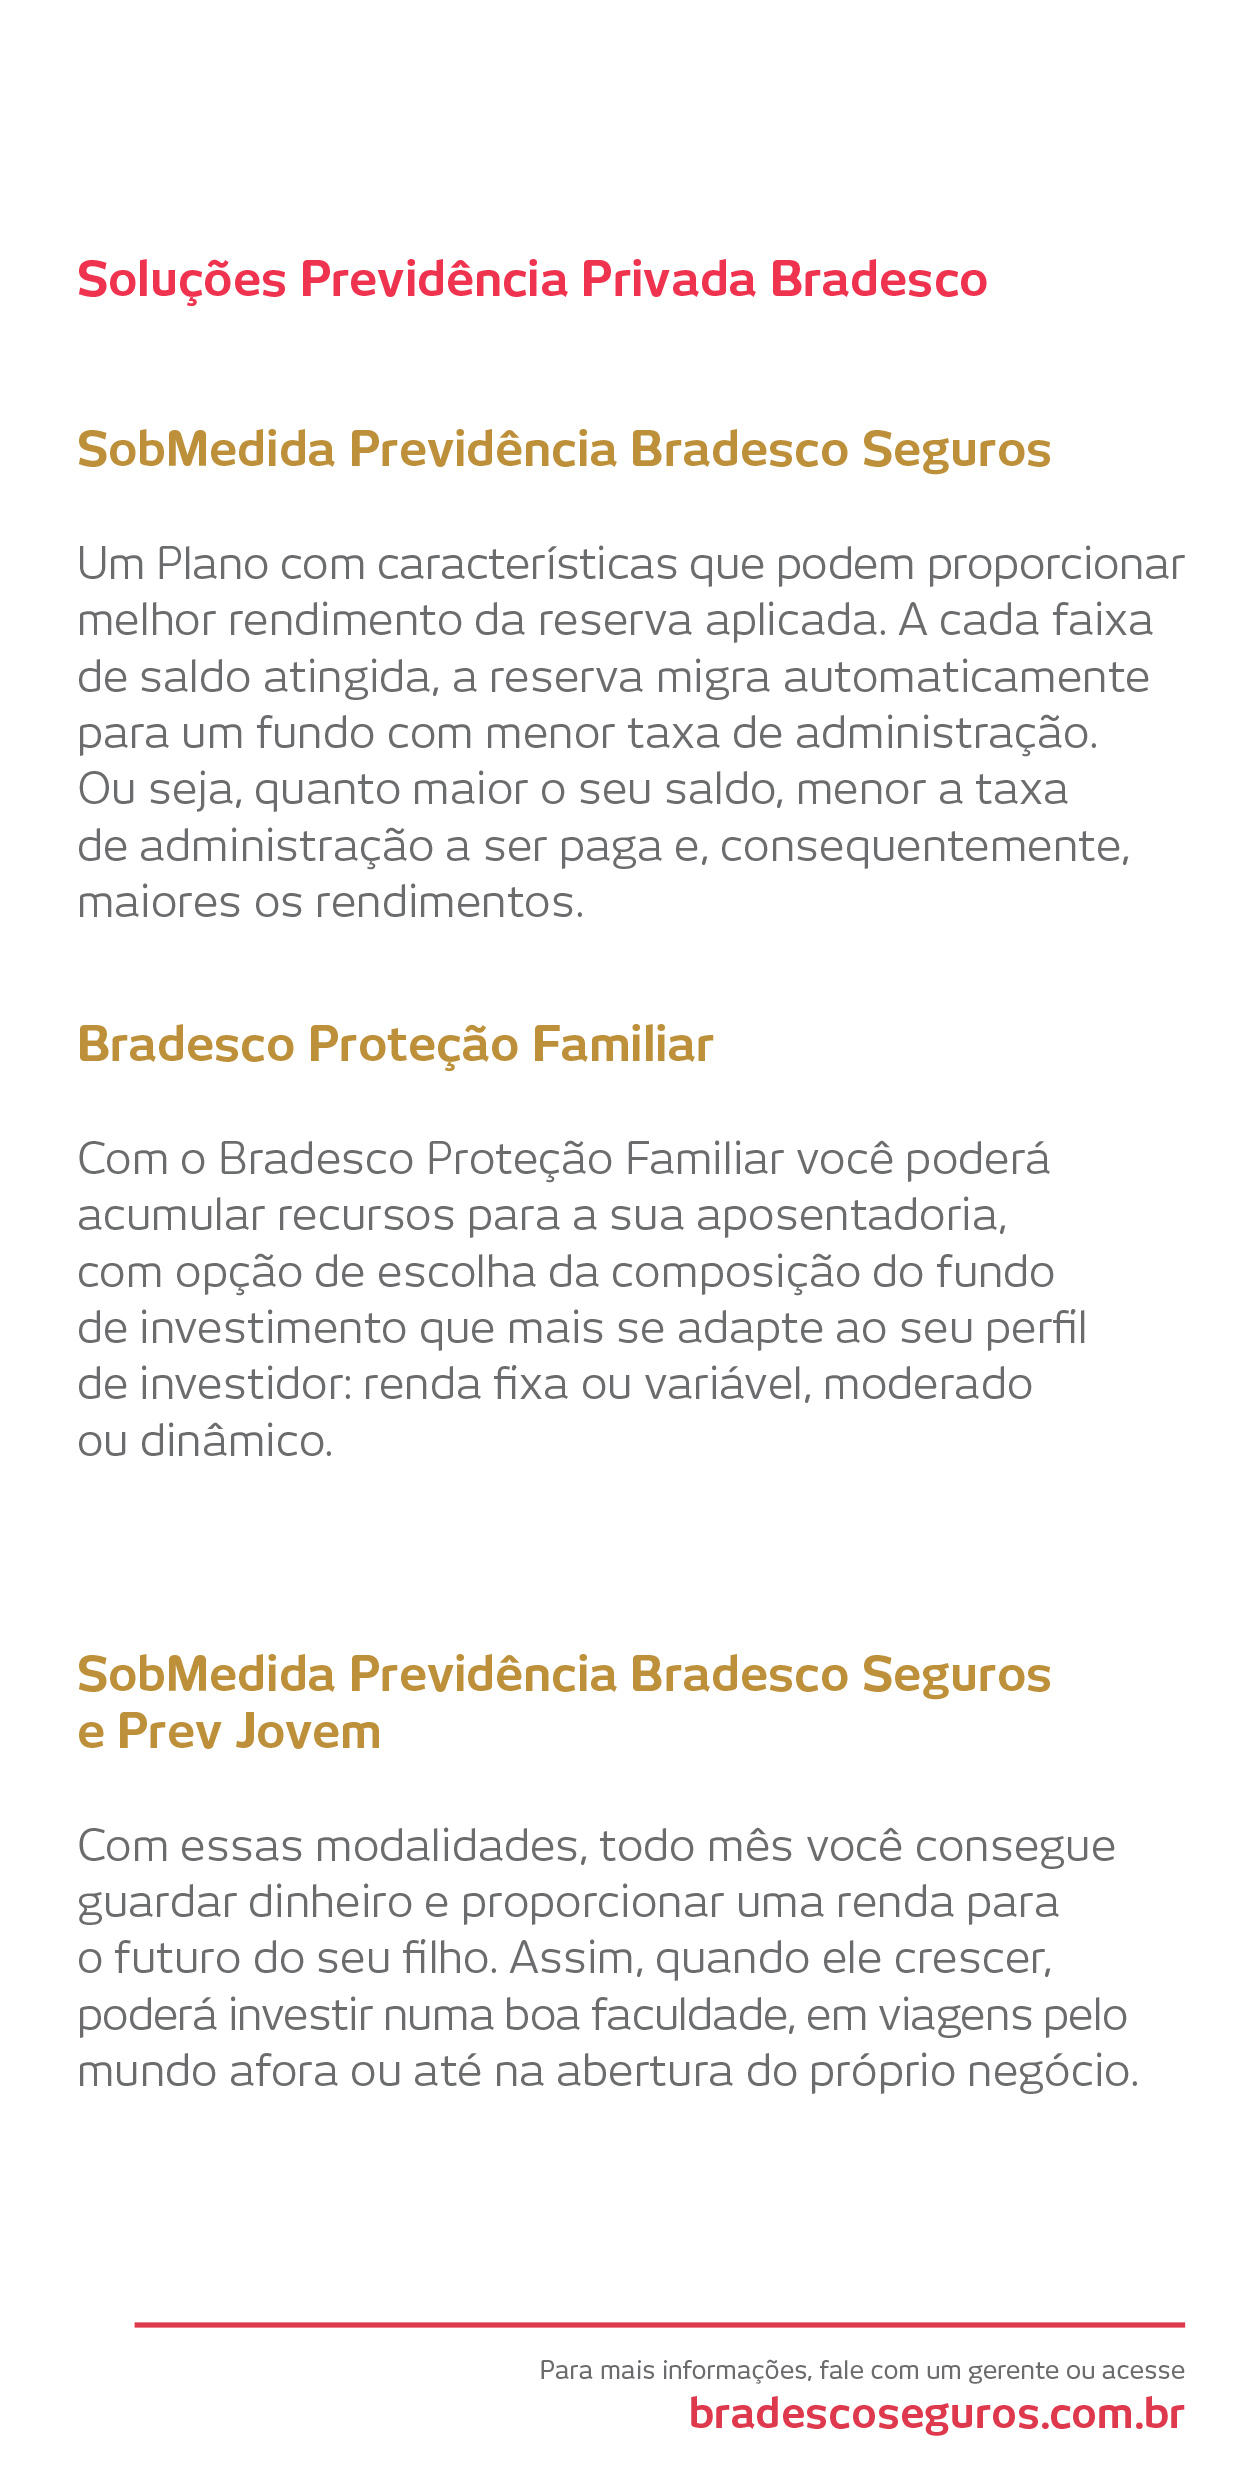 Soluções Previdência Privada Bradesco
SobMedida Previdência Bradesco Seguros
Um Plano com características que podem proporcionar
melhor rendimento da reserva aplicada. A cada faixa
de saldo atingida, a reserva migra automaticamente
para um fundo com menor taxa de administração.
Ou seja, quanto maior o seu saldo, menor a taxa
de administração a ser paga e, consequentemente,
maiores os rendimentos.
Bradesco Proteção Familiar
Com o Bradesco Proteção Familiar você poderá
acumular recursos para a sua aposentadoria,
com opção de escolha da composição do fundo
de investimento que mais se adapte ao seu perfil
de investidor: renda fixa ou variável, moderado
ou dinâmico.
SobMedida Previdência Bradesco Seguros
e Prev Jovem
Com essas modalidades, todo mês você consegue
guardar dinheiro e proporcionar uma renda para
o futuro do seu filho. Assim, quando ele crescer,
poderá investir numa boa faculdade, em viagens pelo
mundo afora ou até na abertura do próprio negócio.
Para mais informações, fale com um gerente ou acesse
bradescoseguros.com.br